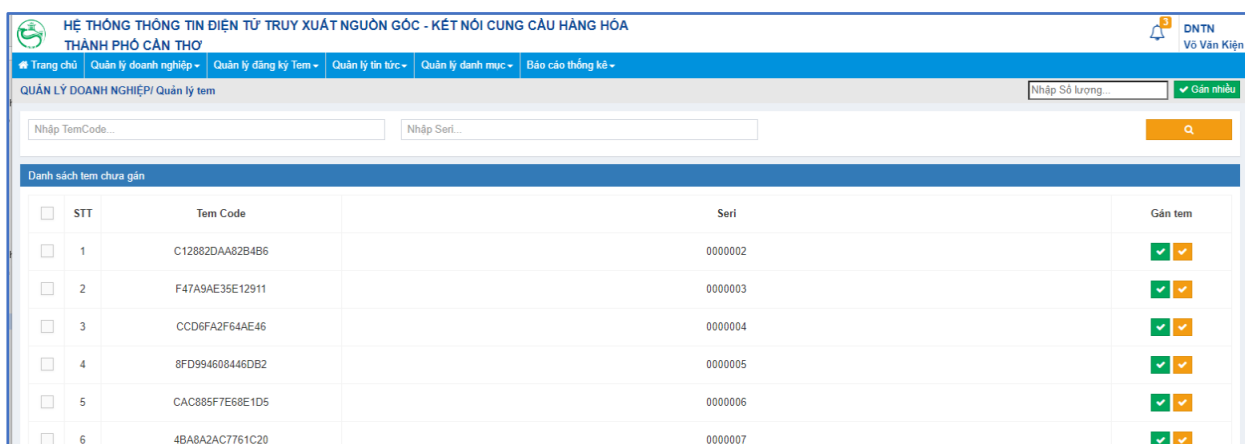 HỆ THỐNG THÔNG TIN ĐIỆN TỬ TRUY XUẤT NGUỒN GỐC - KẾT NỐI CUNG CẦU HÀNG HÓA
THÀNH PHỐ CẦN THƠ
3
DNTN
Võ Văn Kiện
Trang chủ Quản lý doanh nghiệp Quản lý đăng ký Tem Quản lý tin tức Quản lý danh mục Báo cáo thống kê
QUẢN LÝ DOANH NGHIỆP/ Quản lý tem Nhập Số lượng... Gán nhiều
Nhập TemCode... Nhập Seri...
Danh sách tem chưa gán
STT Tem Code Seri Gán tem
1 C12882DAA82B4B6 0000002
2 F47A9AE35E12911 0000003
3 CCD6FA2F64AE46 0000004
4 8FD994608446DB2 0000005
5 CAC885F7E68E1D5 0000006
6 4BA8A2AC7761C20 0000007